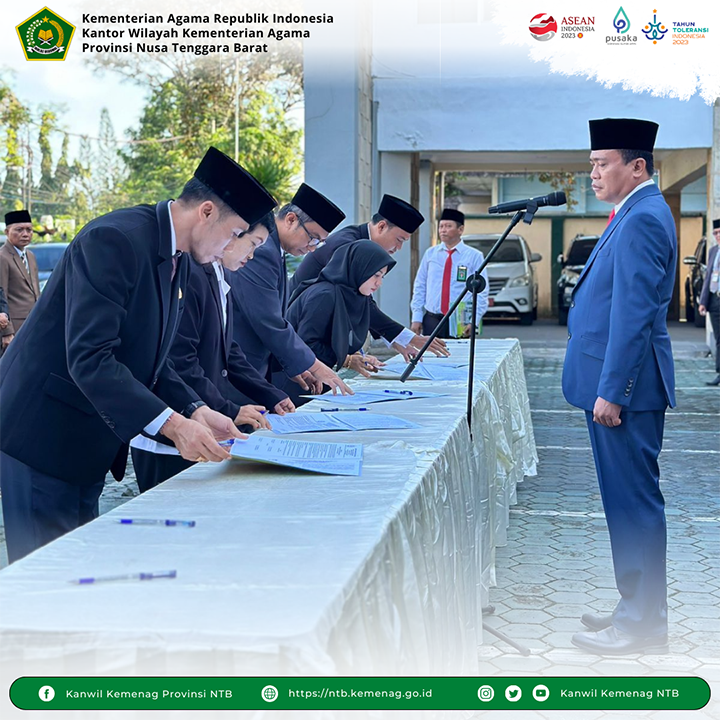 Kementerian Agama Republik Indonesia
Kantor Wilayah Kementerian Agama
Provinsi Nusa Tenggara Barat
ASEAN
INDONESIA
2023
pusaka
TAHUN
TOLERANSI
INDONESIA
2023
Kanwil Kemenag Provinsi NTB
https://ntb.kemenag.go.id
Kanwil Kemenag NTB